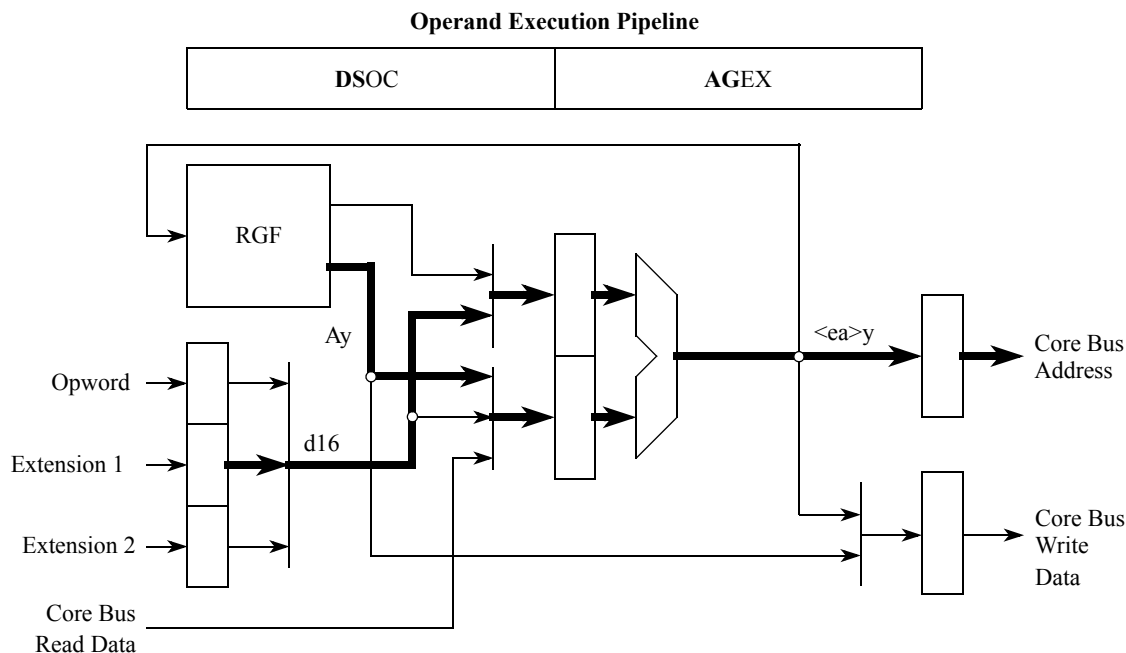 Operand Execution Pipeline
DSOC
AGEX
RGF
Ay
<ea>y
Core Bus
Address
Opword
d16
Extension 1
Extension 2
Core Bus
Write
Data
Core Bus
Read Data